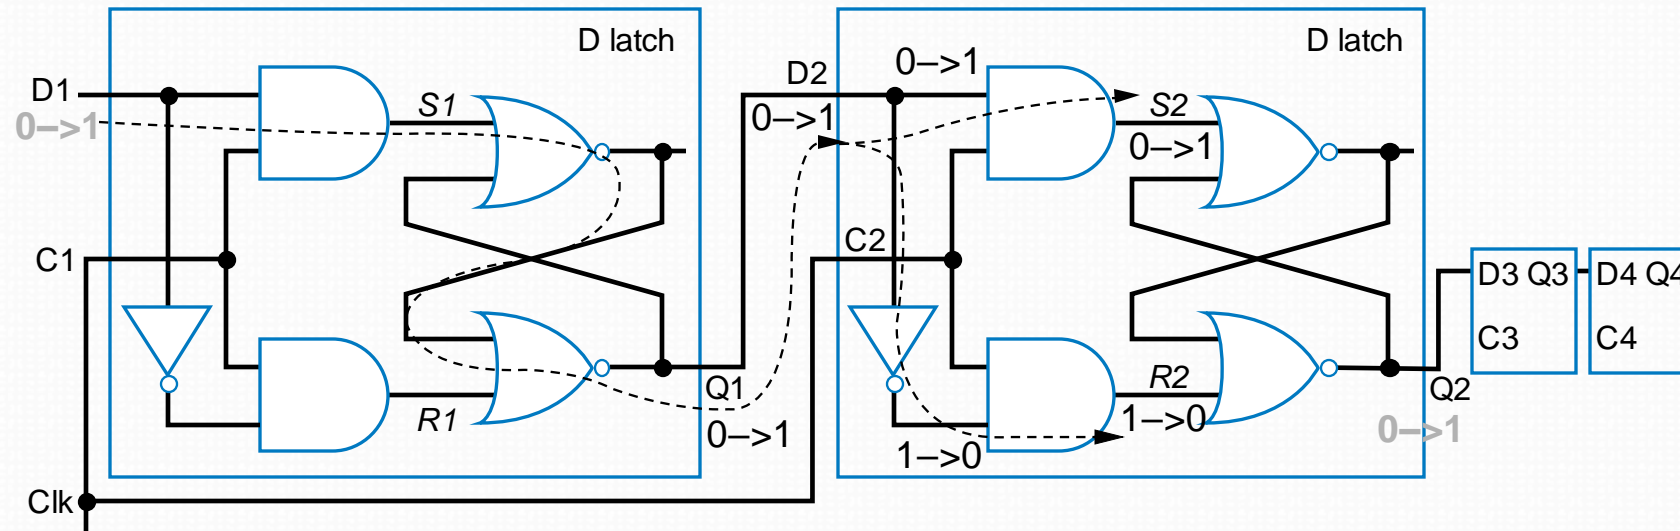 D latch
D1
0–>1
S1
C1
R1
Q1
0–>1
Clk
D latch
D2
0–>1
0–>1
S2
0–>1
C2
R2
1–>0
1–>0
Q2
0–>1
D3 Q3
C3
D4 Q4
C4